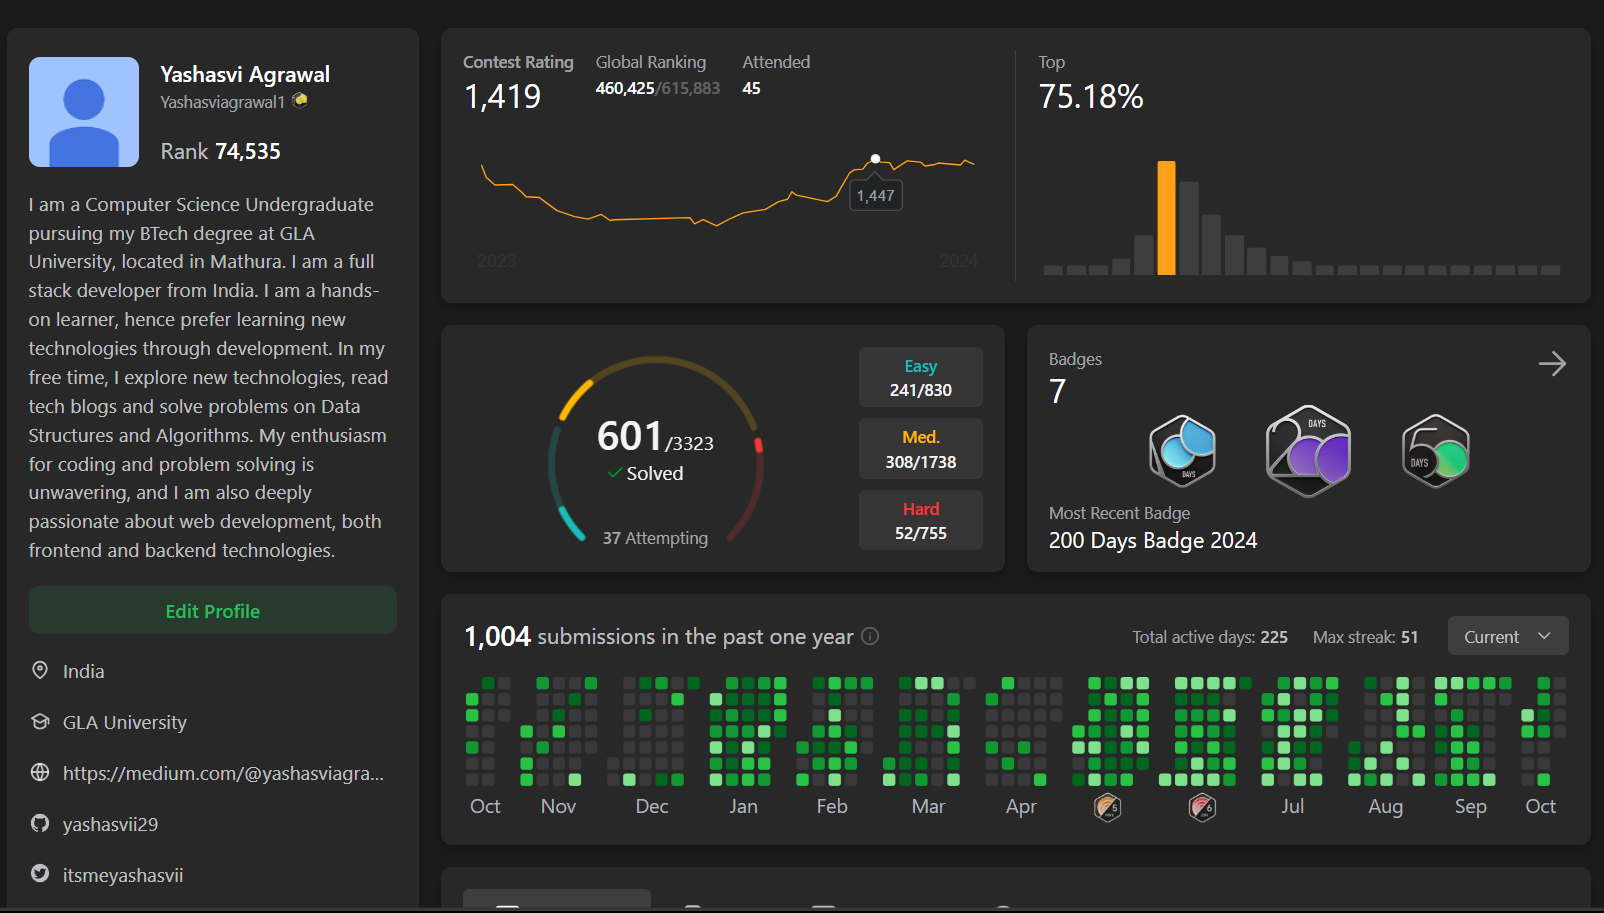 Yashasvi Agrawal
Yashasviagrawal1
Rank 74,535
I am a Computer Science Undergraduate
pursuing my BTech degree at GLA
University, located in Mathura. I am a full
stack developer from India. I am a hands-
on learner, hence prefer learning new
technologies through development. In my
free time, I explore new technologies, read
tech blogs and solve problems on Data
Structures and Algorithms. My enthusiasm
for coding and problem solving is
unwavering, and I am also deeply
passionate about web development, both
frontend and backend technologies.
Edit Profile
India
GLA University
https://medium.com/@yashasviagra...
yashasvii29
itsmeyashasvii
Contest Rating
1,419
Global Ranking
460,425/615,883
Attended
45
1,447
2023
2024
Top
75.18%
601/3323
Solved
37 Attempting
Easy
241/830
Med.
308/1738
Hard
52/755
Badges
7
DAYS
200 DAYS
50 DAYS
Most Recent Badge
200 Days Badge 2024
1,004 submissions in the past one year
Total active days: 225
Max streak: 51
Current
Oct
Nov
Dec
Jan
Feb
Mar
Apr
5
MAY
6
JUN
Jul
Aug
Sep
Oct